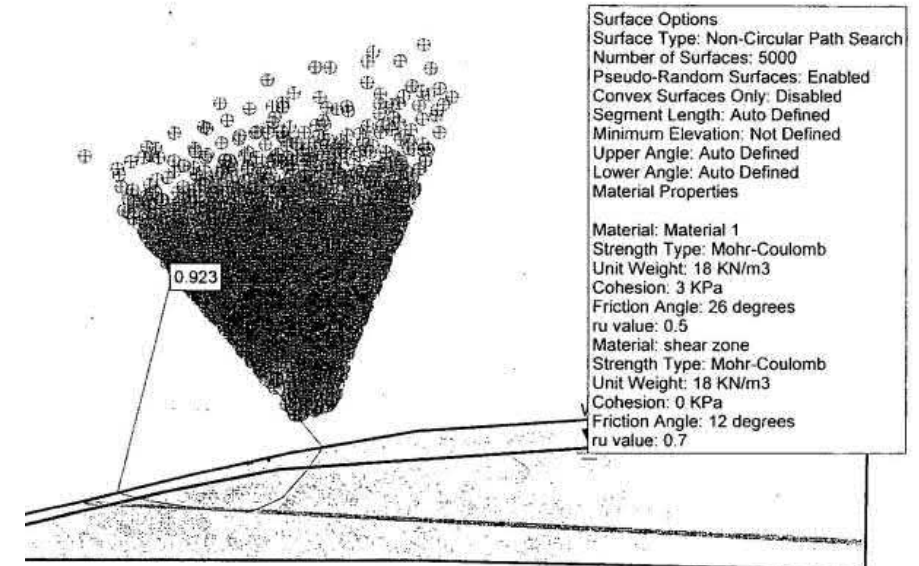 Surface Options
Surface Type: Non-Circular Path Search
Number of Surfaces: 5000
Pseudo-Random Surfaces: Enabled
Convex Surfaces Only: Disabled
Segment Length: Auto Defined
Minimum Elevation: Not Defined
Upper Angle: Auto Defined
Lower Angle: Auto Defined
Material Properties
Material: Material 1
Strength Type: Mohr-Coulomb
Unit Weight: 18 KN/m3
Cohesion: 3 KPa
Friction Angle: 26 degrees
ru value: 0.5
Material: shear zone
Strength Type: Mohr-Coulomb
Unit Weight: 18 KN/m3
Cohesion: 0 KPa
Friction Angle: 12 degrees
ru value: 0.7
0.923